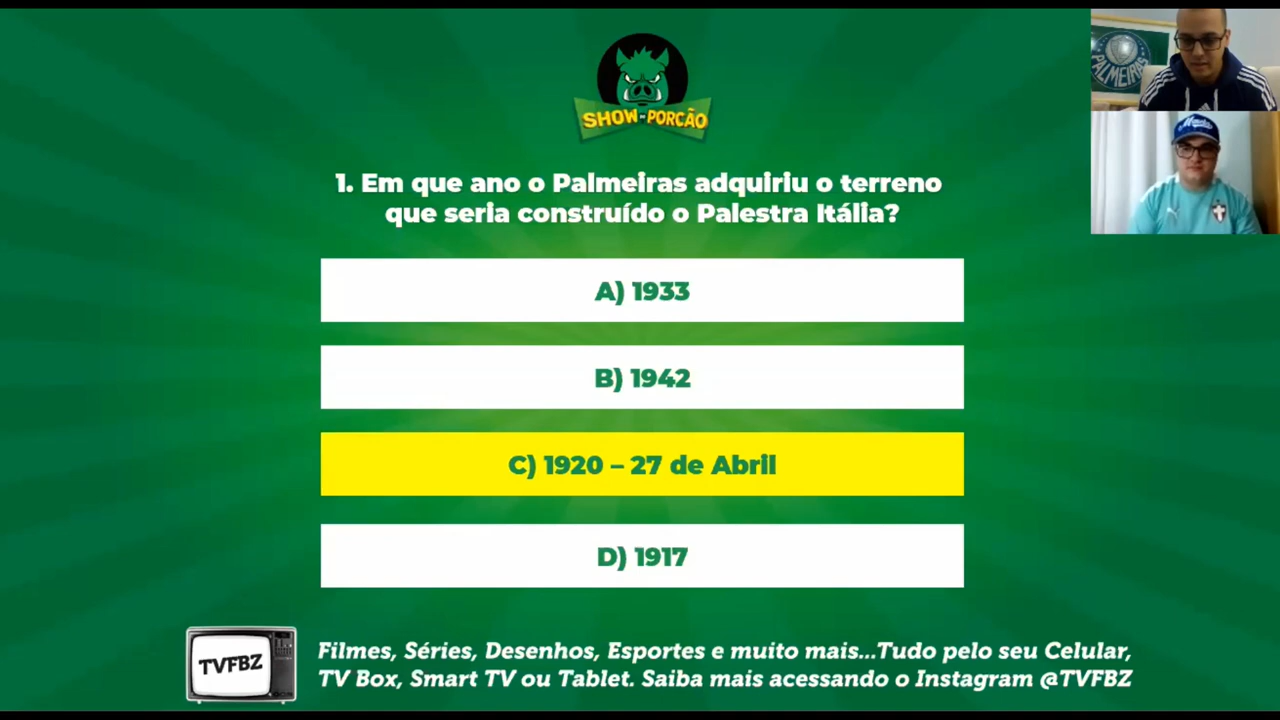 SHOW DO PORCÃO
1. Em que ano o Palmeiras adquiriu o terreno
que seria construído o Palestra Itália?
A) 1933
B) 1942
C) 1920 – 27 de Abril
D) 1917
TVFBZ
Filmes, Séries, Desenhos, Esportes e muito mais...Tudo pelo seu Celular,
TV Box, Smart TV ou Tablet. Saiba mais acessando o Instagram @TVFBZ
PALMEIRAS